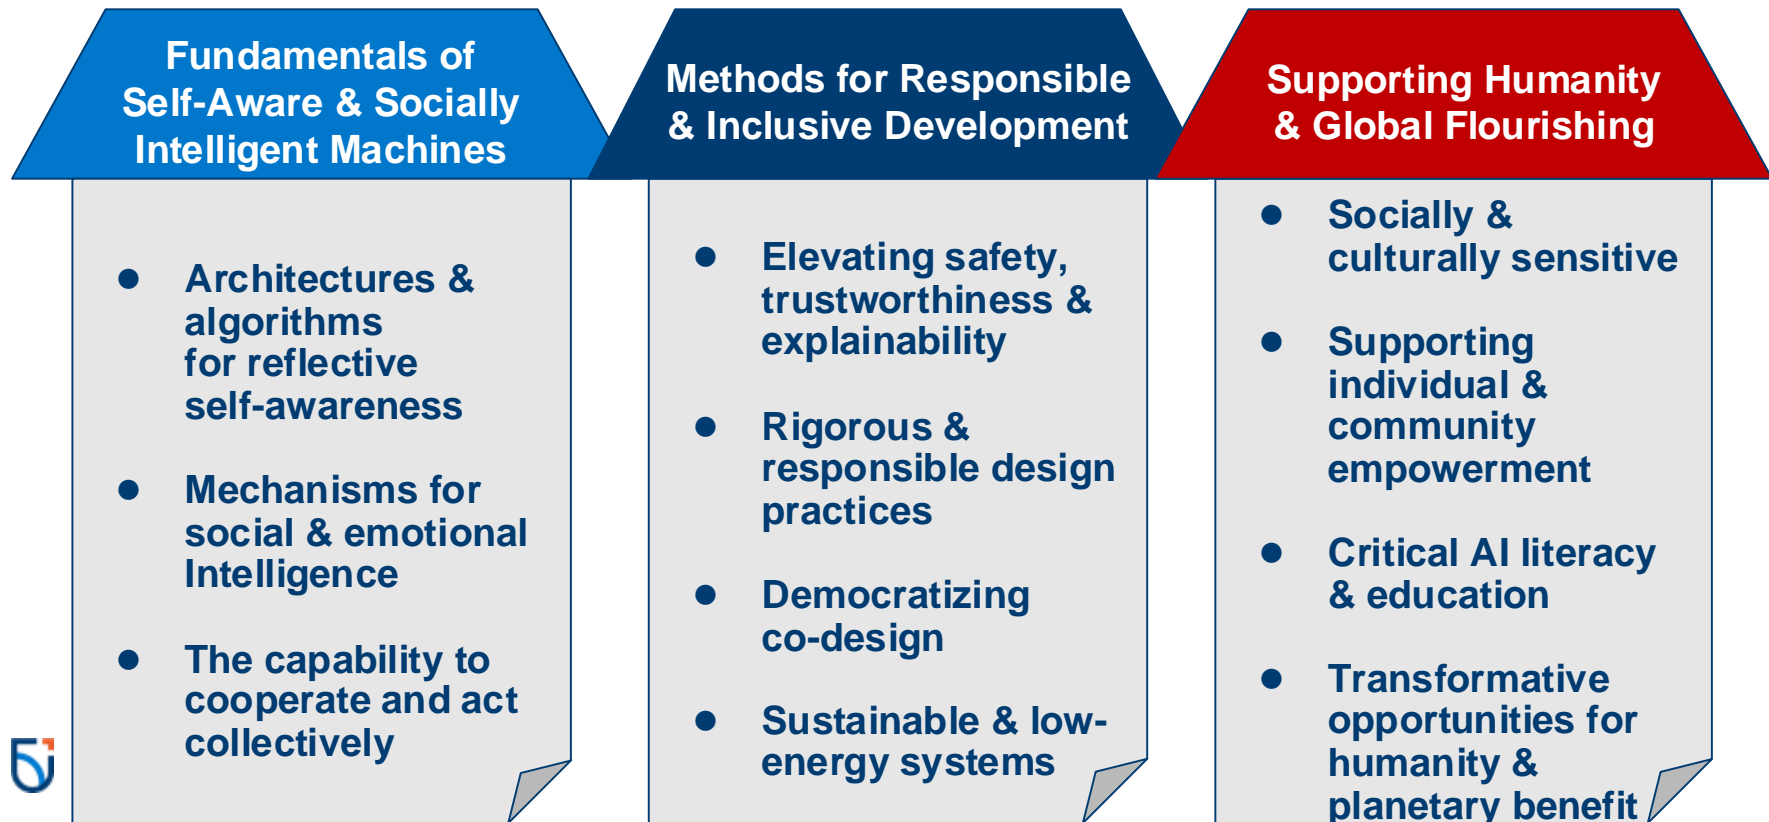 Fundamentals of
Self-Aware & Socially
Intelligent Machines
● Architectures &
algorithms
for reflective
self-awareness
● Mechanisms for
social & emotional
Intelligence
● The capability to
cooperate and act
collectively
Methods for Responsible
& Inclusive Development
● Elevating safety,
trustworthiness &
explainability
● Rigorous &
responsible design
practices
● Democratizing
co-design
● Sustainable & low-
energy systems
Supporting Humanity
& Global Flourishing
● Socially &
culturally sensitive
● Supporting
individual &
community
empowerment
● Critical AI literacy
& education
● Transformative
opportunities for
humanity &
planetary benefit